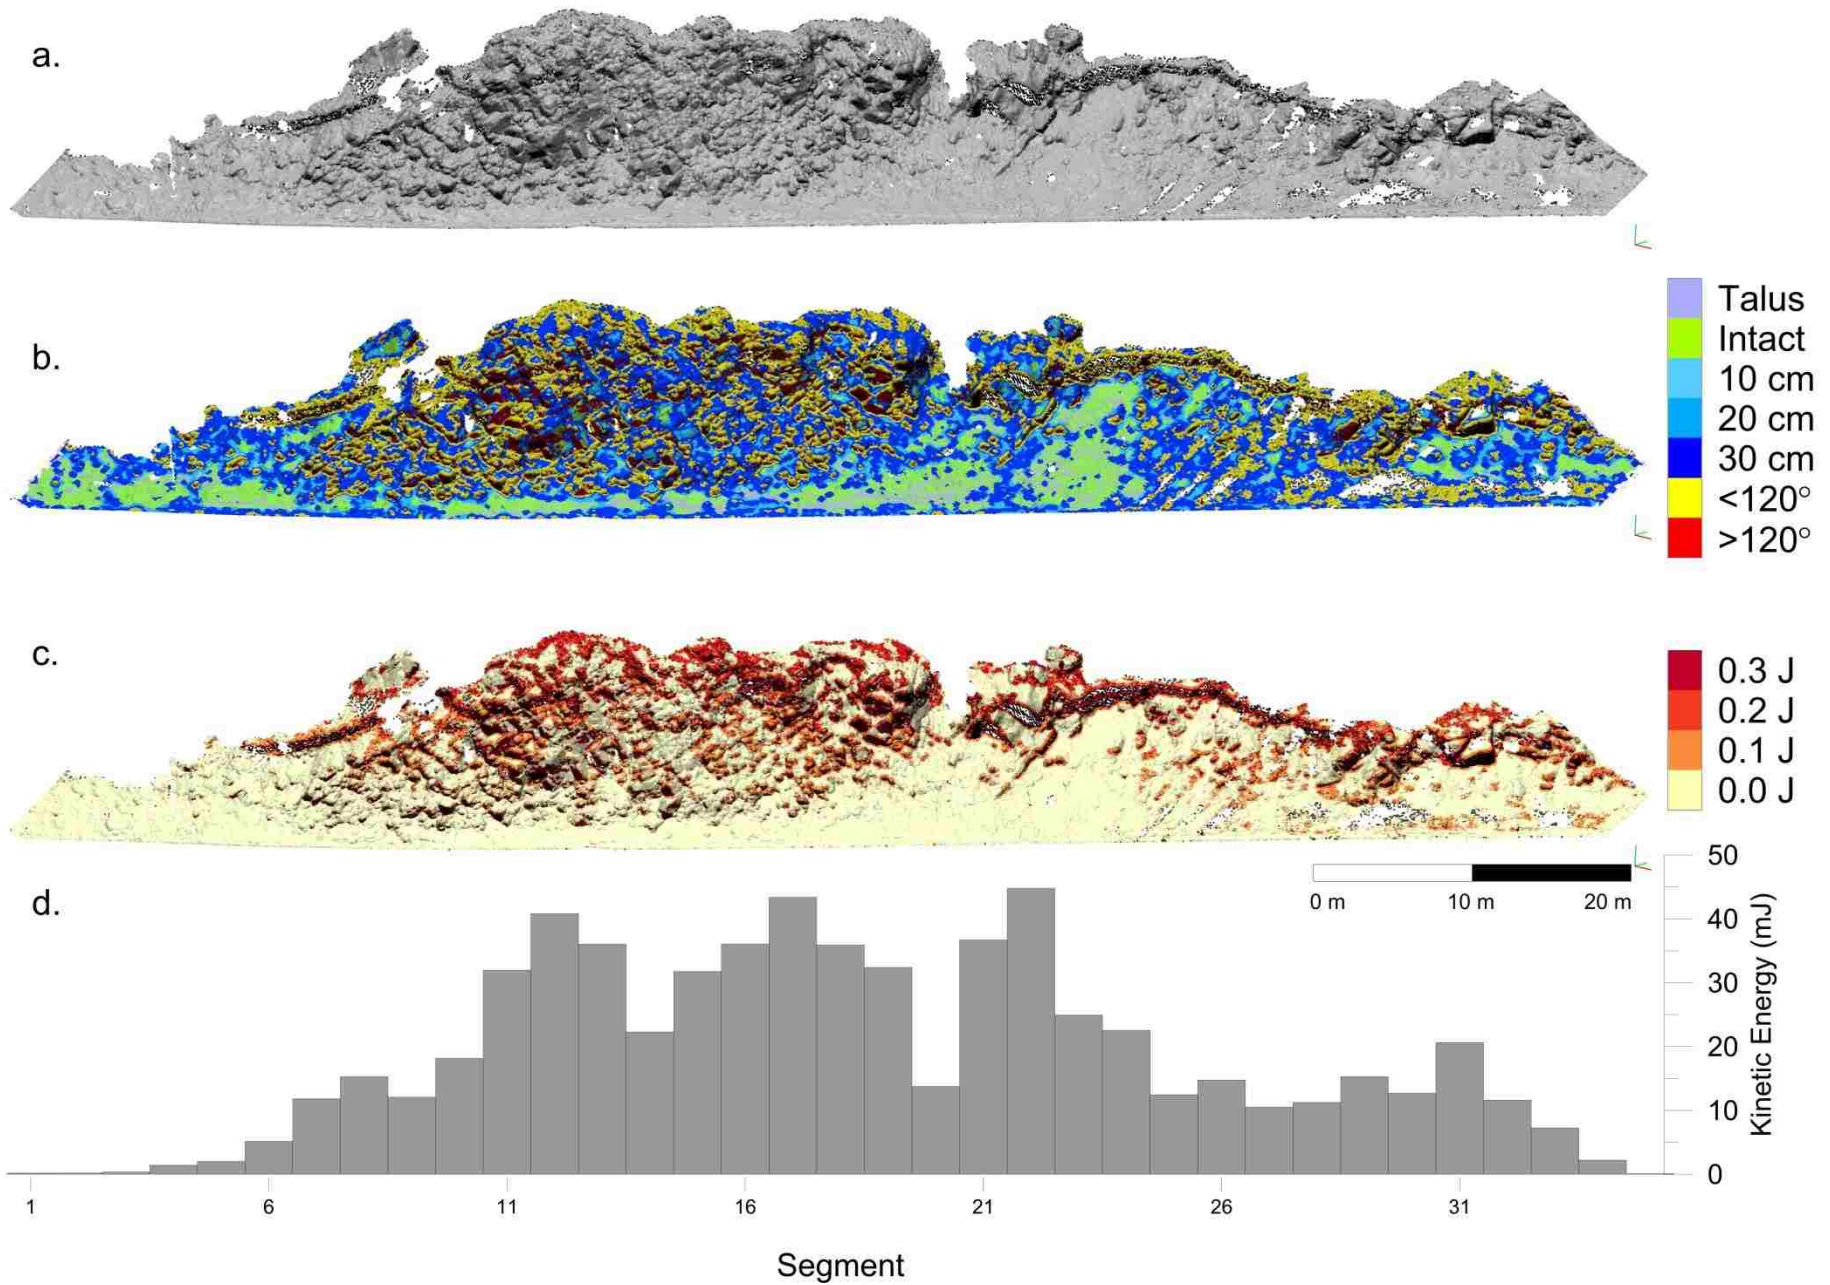 a.
b.
Talus
Intact
10 cm
20 cm
30 cm
<120°
>120°
c.
0.3 J
0.2 J
0.1 J
0.0 J
d.
0 m 10 m 20 m
50
40
30
20
10
0
Kinetic Energy (mJ)
1 6 11 16 21 26 31
Segment